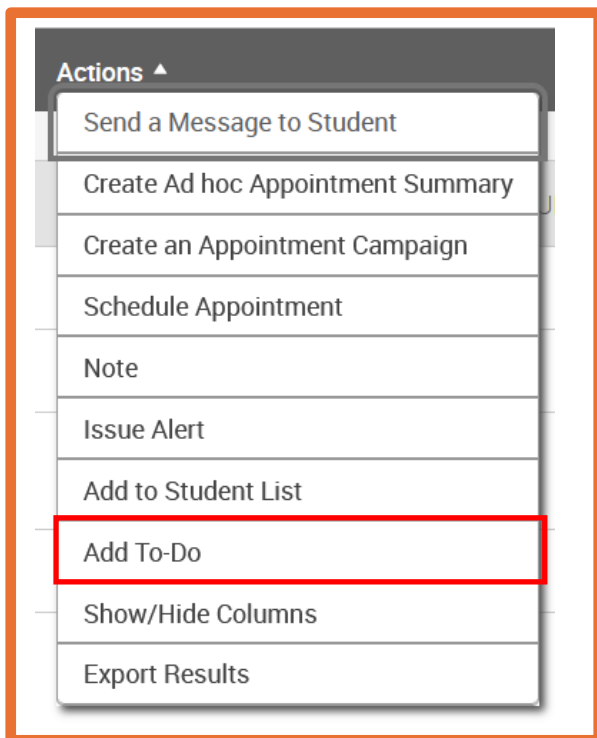 Actions ▲
Send a Message to Student
Create Ad hoc Appointment Summary
Create an Appointment Campaign
Schedule Appointment
Note
Issue Alert
Add to Student List
Add To-Do
Show/Hide Columns
Export Results